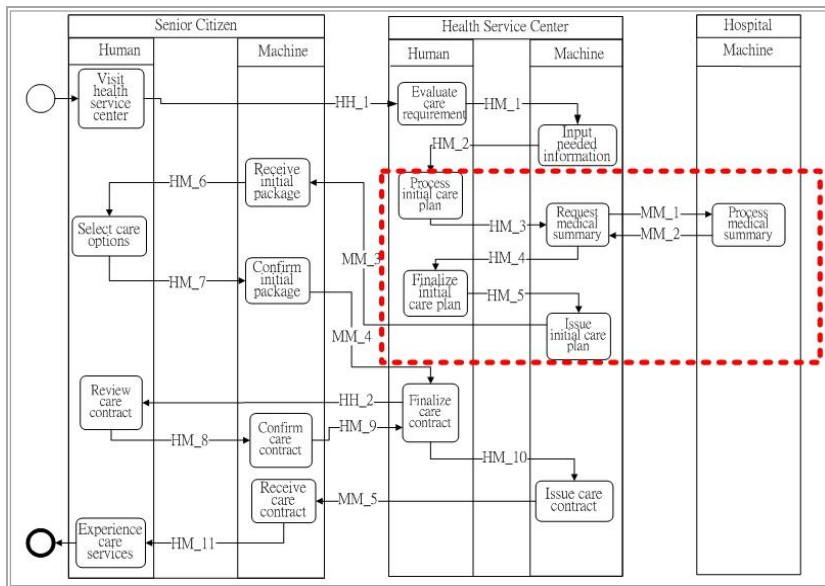 Senior Citizen
Health Service Center
Hospital
Human
Machine
Human
Machine
Machine
Visit
health
service
center
HH_1
Evaluate
care
requirement
HM_1
HM_2
Input
needed
information
HM_6
Receive
initial
package
Process
initial care
plan
Select care
options
HM_3
Request
medical
summary
MM_1
MM_2
Process
medical
summary
HM_7
Confirm
initial
package
MM_3
HM_4
Finalize
initial
care plan
HM_5
MM_4
Issue
initial care
plan
Review
care
contract
HH_2
Finalize
care
contract
HM_8
Confirm
care
contract
HM_9
HM_10
Receive
care
contract
MM_5
Issue care
contract
Experience
care
services
HM_11